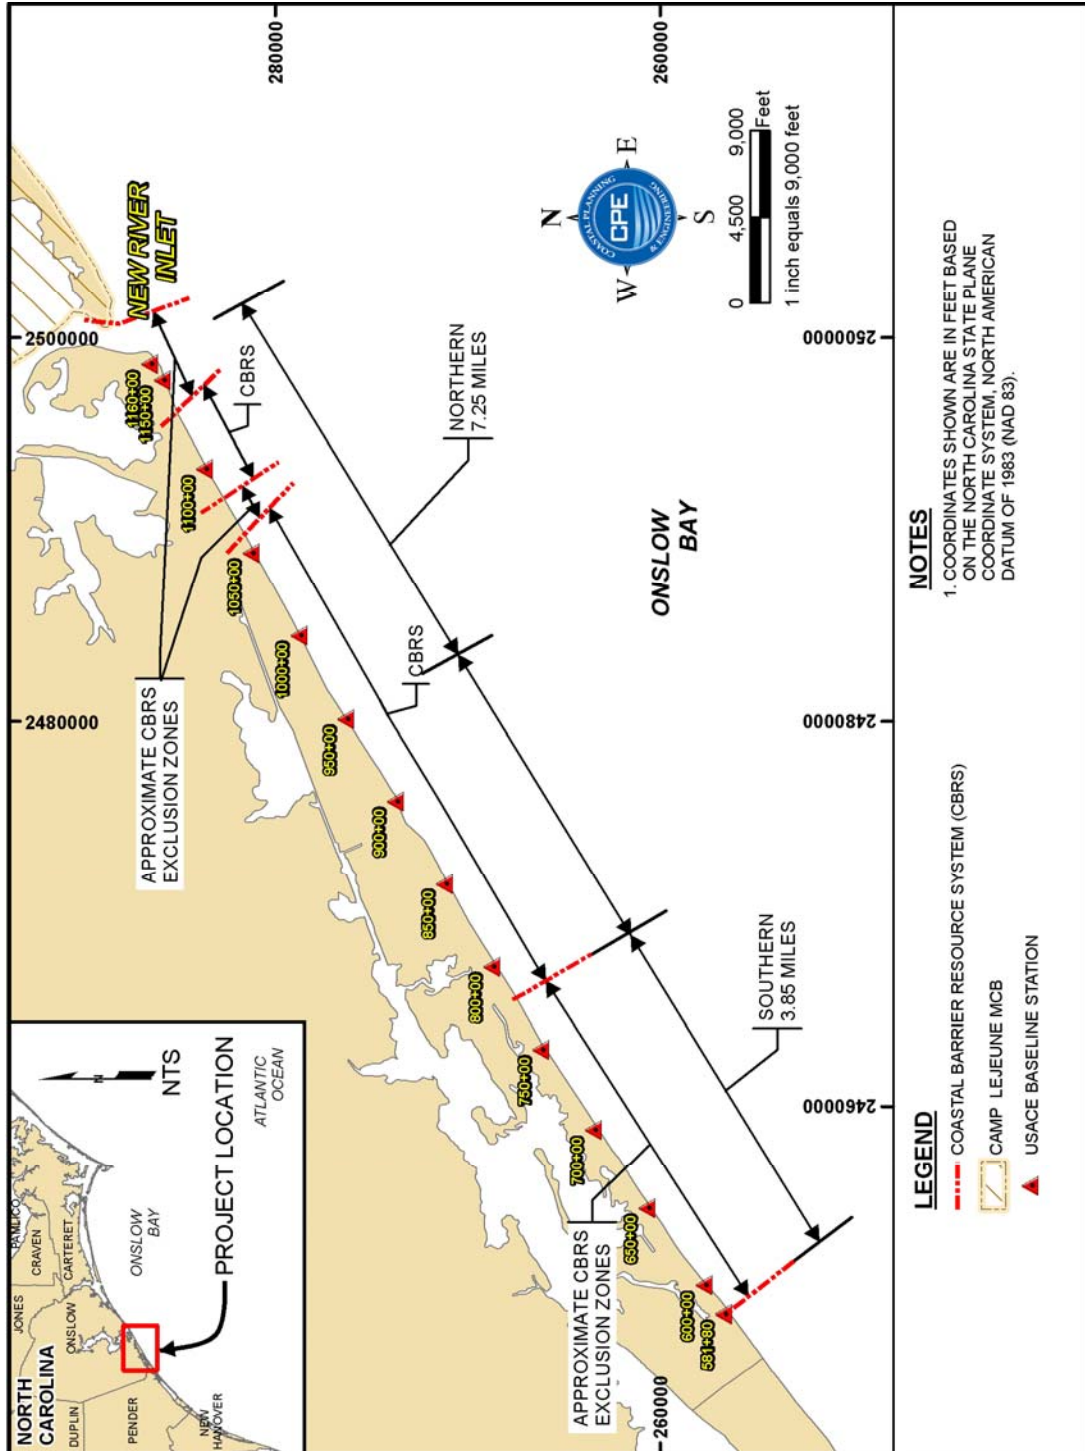 NORTH
CAROLINA
JONES
PAMLICO
CRAVEN
CARTERET
ONSLOW
DUPLIN
PENDER
NEW
HANOVER
ONSLOW
BAY
ATLANTIC
OCEAN
N
NTS
PROJECT LOCATION
2480000
2500000
280000
260000
260000
2460000
2480000
2500000
APPROXIMATE CBRS
EXCLUSION ZONES
NEW RIVER
INLET
1160+00
1150+00
1100+00
1050+00
1000+00
950+00
900+00
850+00
800+00
750+00
700+00
650+00
600+00
581+80
CBRS
CBRS
NORTHERN
7.25 MILES
SOUTHERN
3.85 MILES
APPROXIMATE CBRS
EXCLUSION ZONES
ONSLOW
BAY
N
W
E
S
COASTAL PLANNING
CPE
& ENGINEERING
0
4,500
9,000
Feet
1 inch equals 9,000 feet
LEGEND
COASTAL BARRIER RESOURCE SYSTEM (CBRS)
CAMP LEJEUNE MCB
USACE BASELINE STATION
NOTES
1. COORDINATES SHOWN ARE IN FEET BASED
ON THE NORTH CAROLINA STATE PLANE
COORDINATE SYSTEM, NORTH AMERICAN
DATUM OF 1983 (NAD 83).